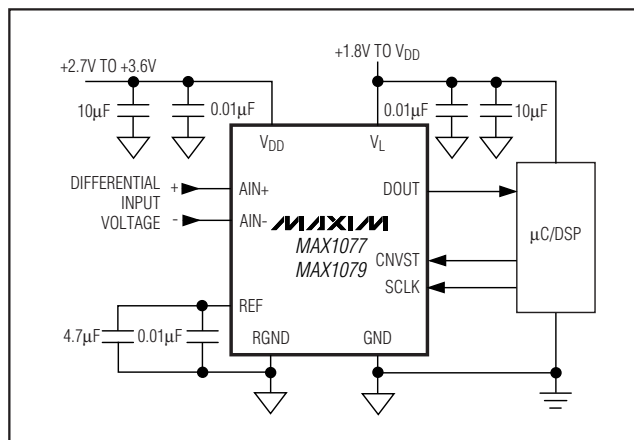 +2.7V TO +3.6V
+1.8V TO VDD
10µF
0.01µF
0.01µF
10µF
VDD
VL
DIFFERENTIAL
INPUT
VOLTAGE
+
-
AIN+
AIN-
DOUT
MAXIM
MAX1077
MAX1079
µC/DSP
CNVST
SCLK
REF
4.7µF
0.01µF
RGND
GND